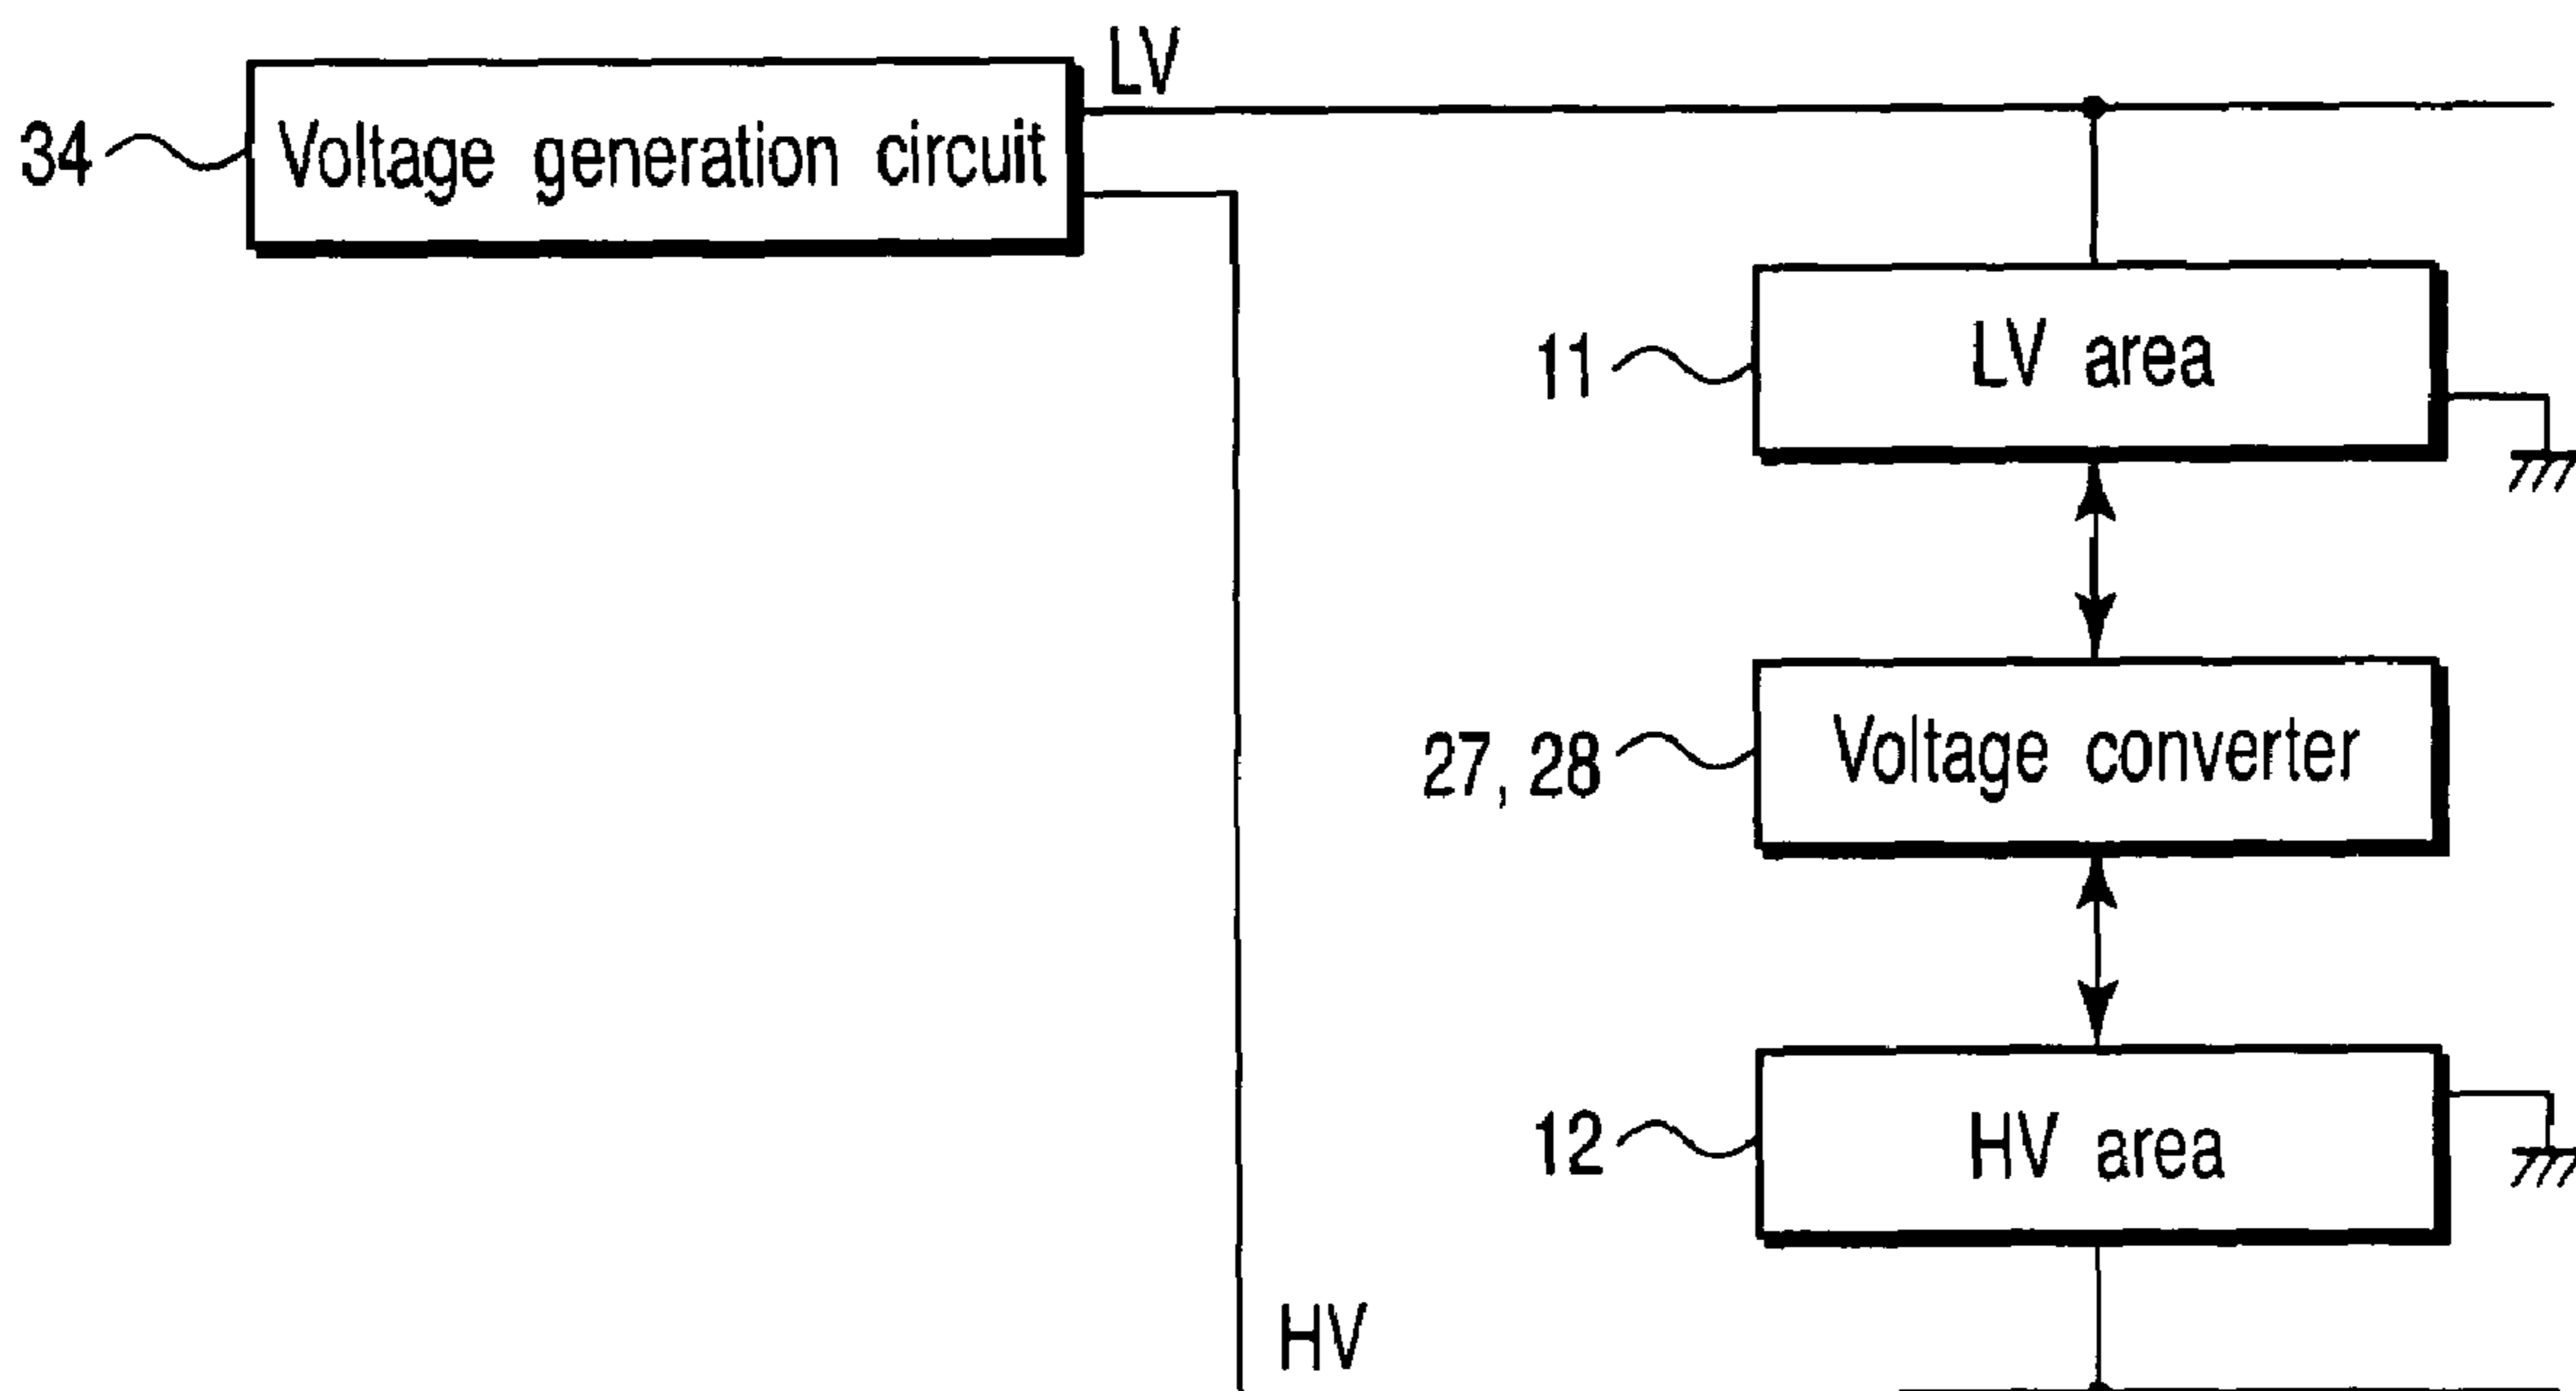 LV
34
Voltage generation circuit
11
LV area
27, 28
Voltage converter
12
HV area
HV